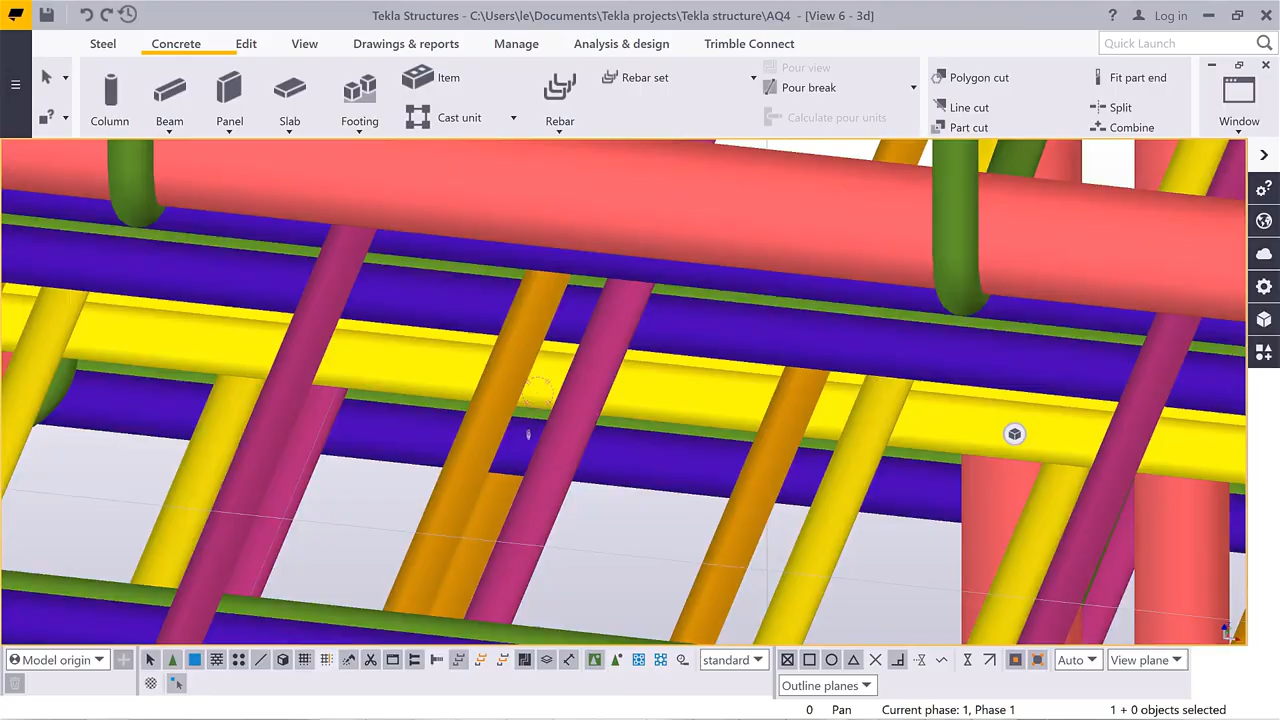 Tekla Structures - C:\Users\le\Documents\Tekla projects\Tekla structure\AQ4 - [View 6 - 3d]
? Log in
Steel Concrete Edit View Drawings & reports Manage Analysis & design Trimble Connect Quick Launch
Column
Beam
Panel
Slab
Footing
Item
Cast unit
Rebar
Rebar set
Pour view
Pour break
Calculate pour units
Polygon cut
Line cut
Part cut
Fit part end
Split
Combine
Window
Model origin
standard
Auto
View plane
Outline planes
0 Pan Current phase: 1, Phase 1 1 + 0 objects selected